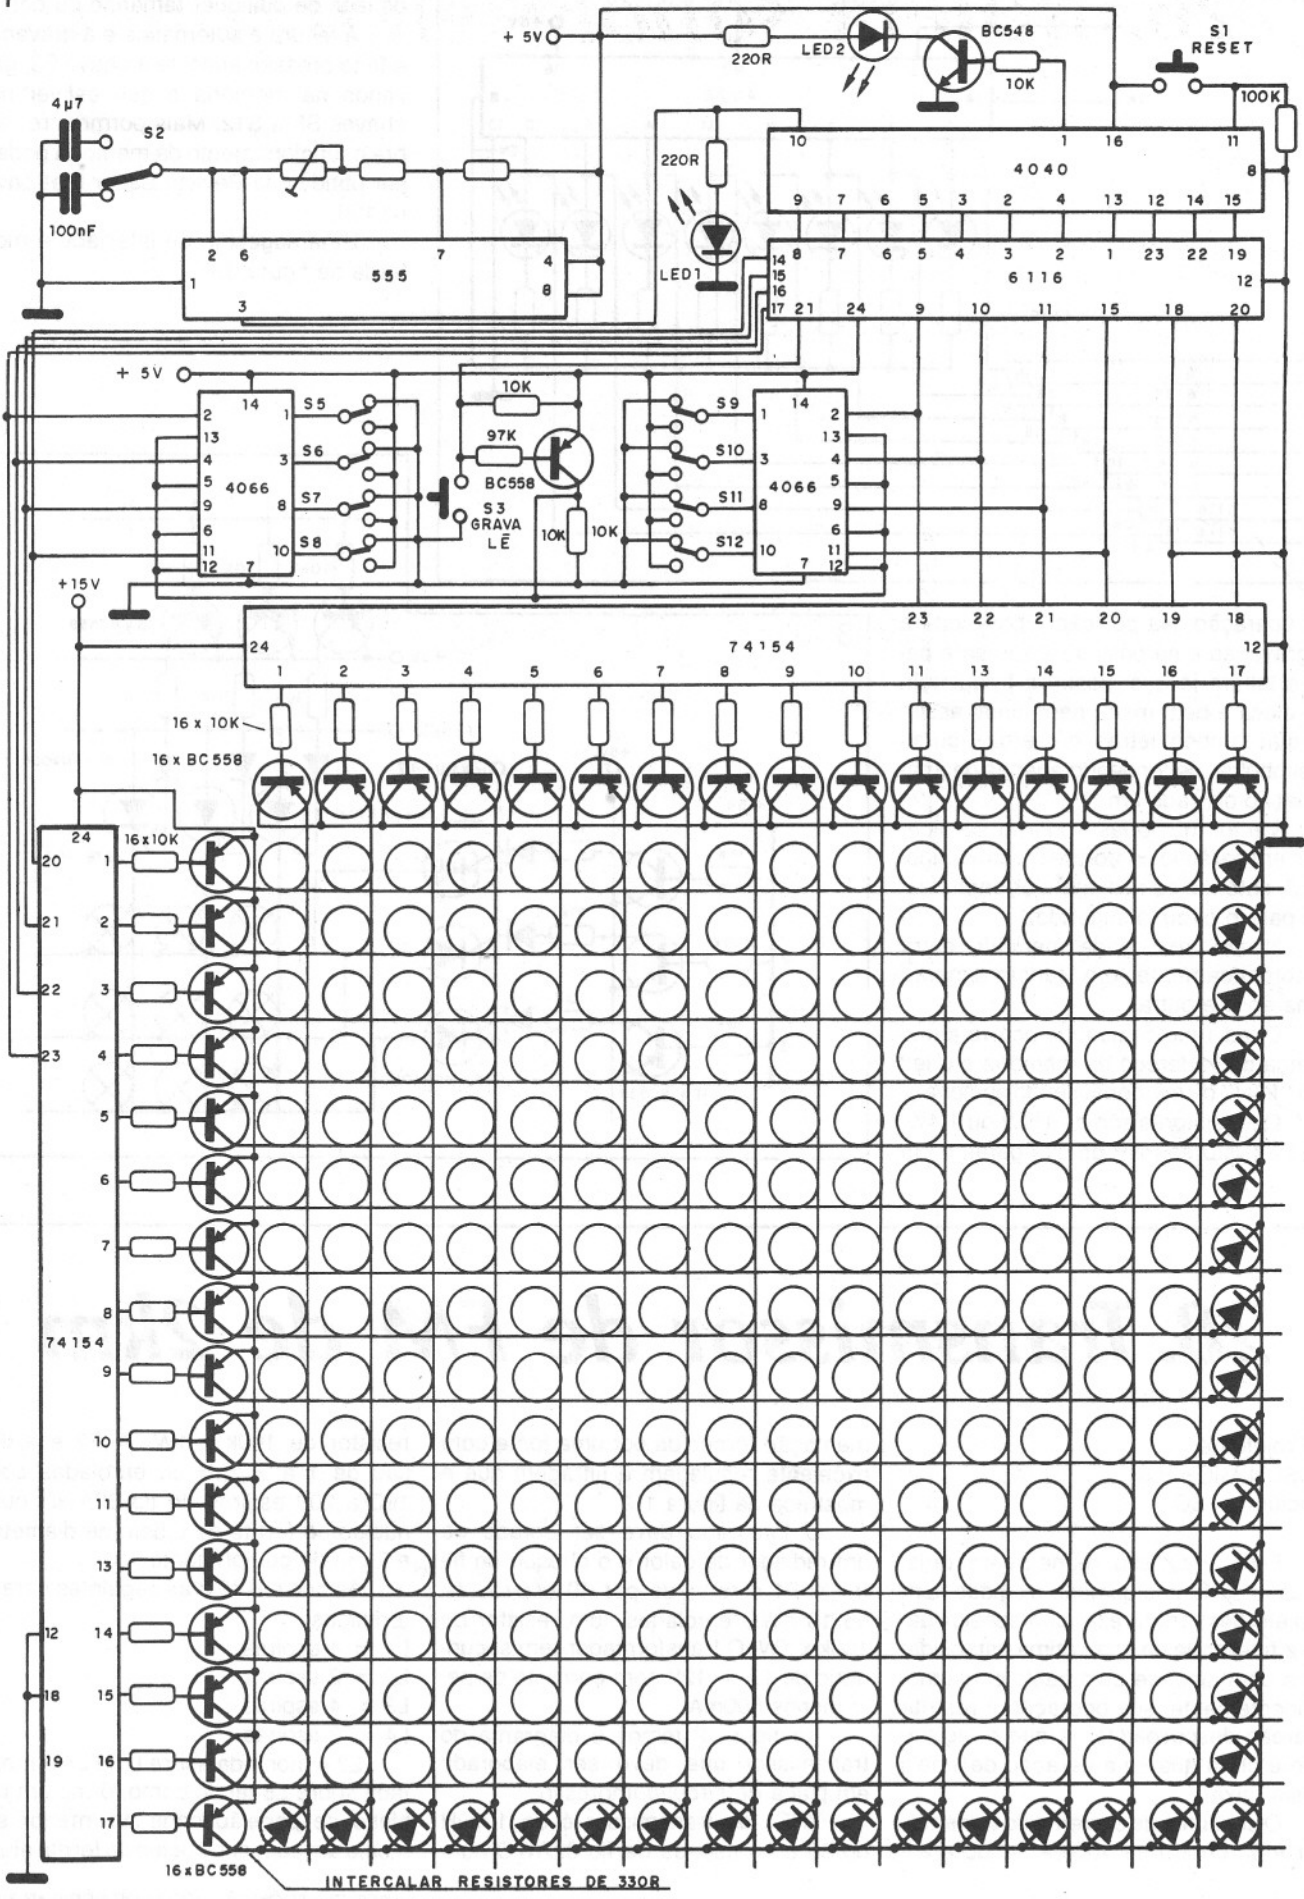 + 5V
220R
LED2
BC548
10K
S1
RESET
100K
4µ7
S2
100nF
220R
LED1
10 1 16 11
4040
8
9 7 6 5 3 2 4 13 12 14 15
8 7 6 5 4 3 2 1 23 22 19
14
15
16
17
6116
12
21 24 9 10 11 15 18 20
2 6 7
1
555
4
8
3
+ 5V
14
2
13
4
5
9
6
11
12
4066
1
3
8
10
7
S5
S6
S7
S8
10K
97K
BC558
S3
GRAVA
LÊ
10K
10K
S9
S10
S11
S12
14
1
3
8
10
4066
2
13
4
5
9
6
11
12
7
+15V
23 22 21 20 19 18
24
74154
12
1 2 3 4 5 6 7 8 9 10 11 13 14 15 16 17
16 x 10K
16 x BC558
24
16x10K
20 1
21 2
22 3
23 4
5
6
7
8
74154
9
10
11
13
12 14
18 15
19 16
17
16xBC558
INTERCALAR RESISTORES DE 330R